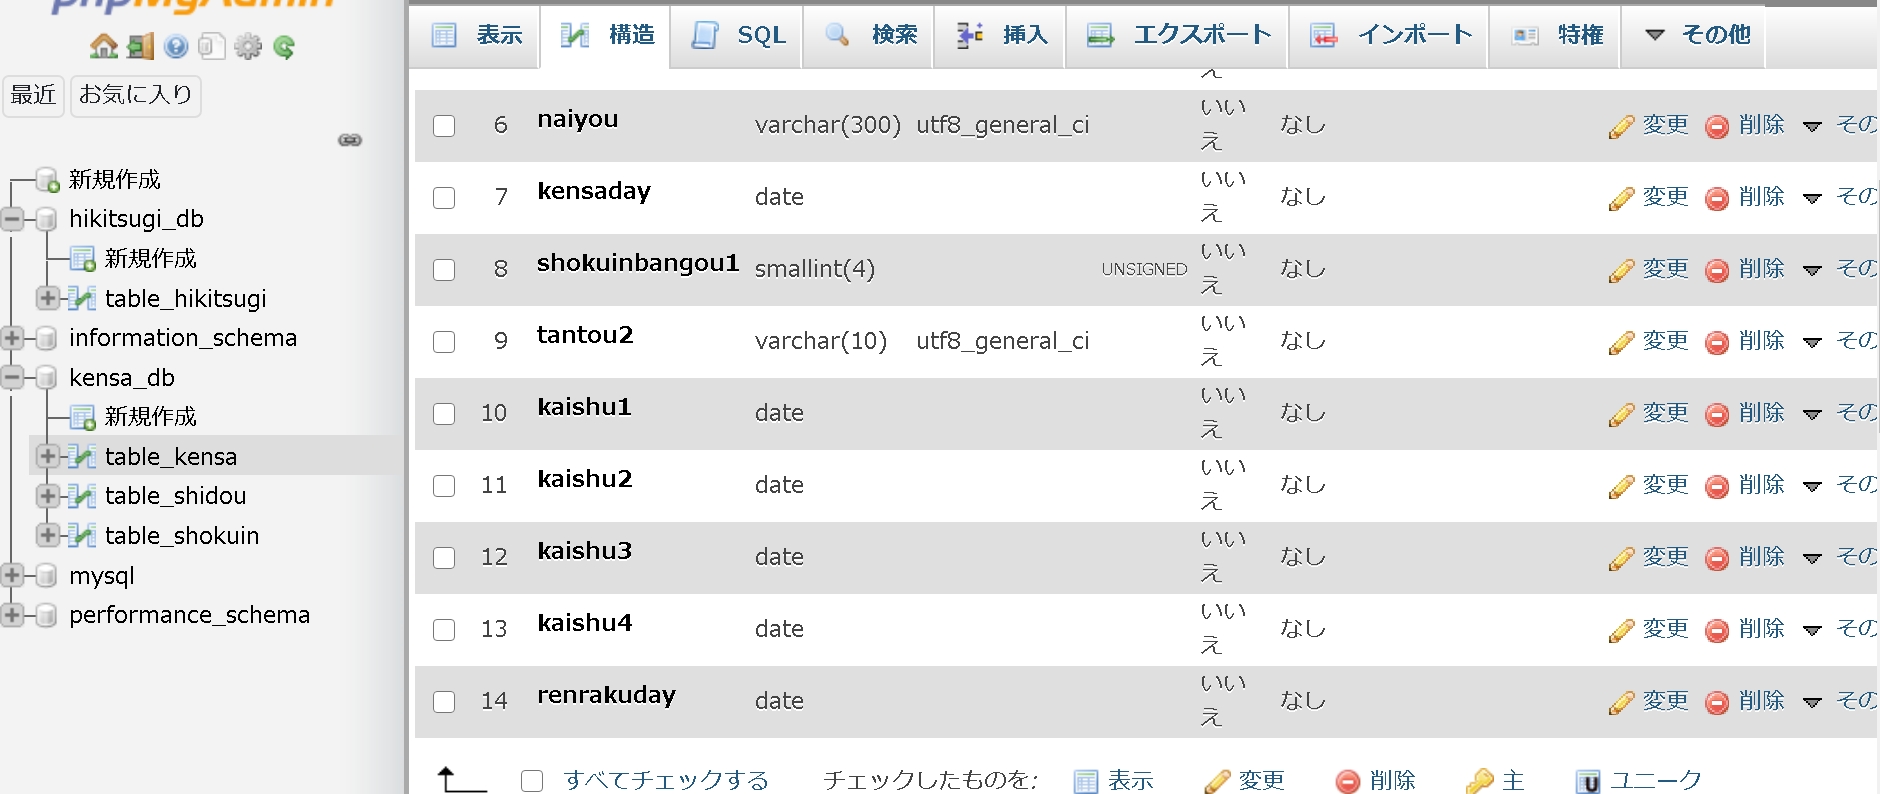 phpMyAdmin
最近 お気に入り
新規作成
hikitsugi_db
新規作成
table_hikitsugi
information_schema
kensa_db
新規作成
table_kensa
table_shidou
table_shokuin
mysql
performance_schema
表示 構造 SQL 検索 挿入 エクスポート インポート 特権 その他
え
6 naiyou varchar(300) utf8_general_ci いいえ なし 変更 削除 その
7 kensaday date いいえ なし 変更 削除 その
8 shokuinbangou1 smallint(4) UNSIGNED いいえ なし 変更 削除 その
9 tantou2 varchar(10) utf8_general_ci いいえ なし 変更 削除 その
10 kaishu1 date いいえ なし 変更 削除 その
11 kaishu2 date いいえ なし 変更 削除 その
12 kaishu3 date いいえ なし 変更 削除 その
13 kaishu4 date いいえ なし 変更 削除 その
14 renrakuday date いいえ なし 変更 削除 その
すべてチェックする チェックしたものを: 表示 変更 削除 主 ユニーク